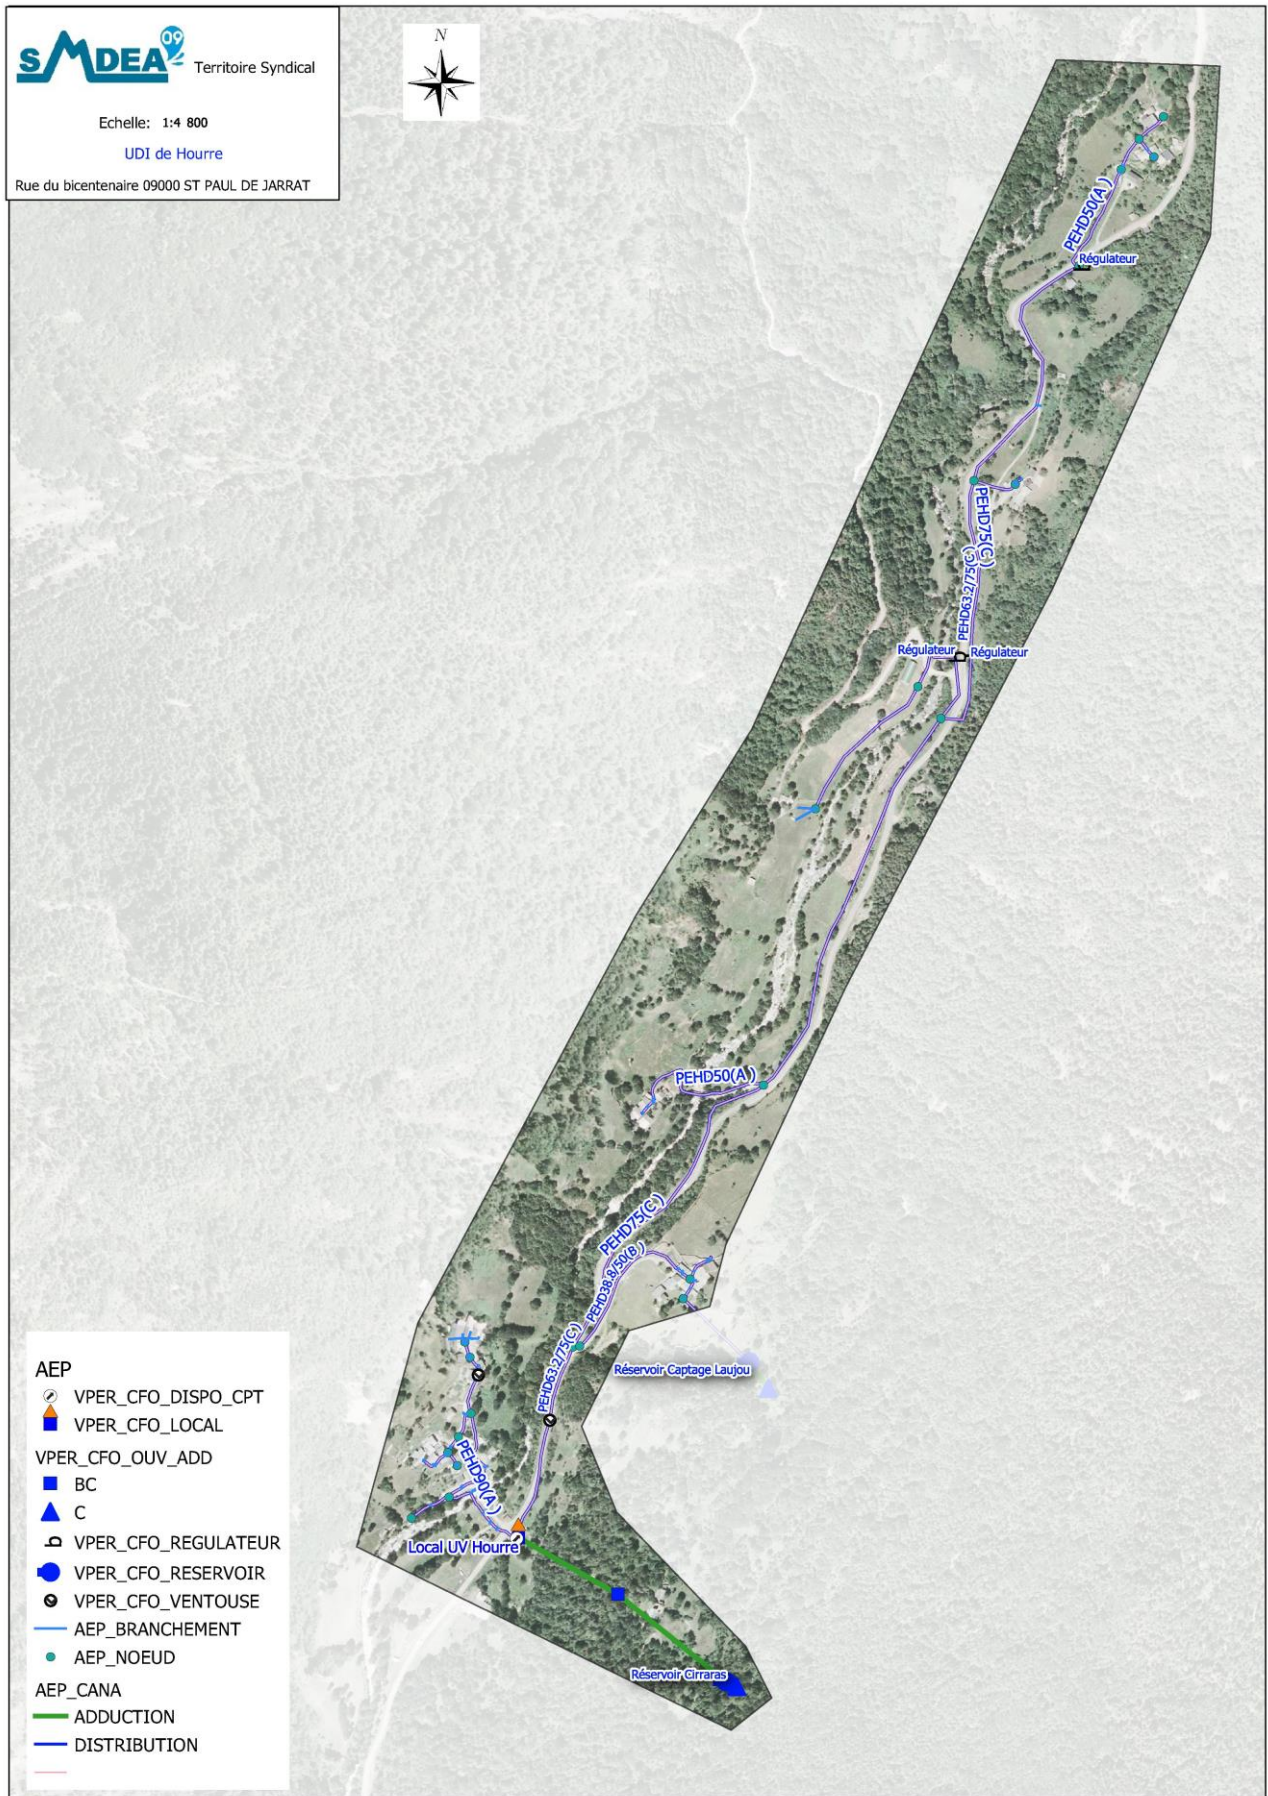 SMDEA 09
Territoire Syndical
Echelle: 1:4 800
UDI de Hourre
Rue du bicentenaire 09000 ST PAUL DE JARRAT
N
PEHD50(A )
Régulateur
PEHD75(C )
PEHD63.2/75(C)
Régulateur
Régulateur
PEHD50(A )
PEHD75(C )
PEHD38.8/50(B )
PEHD63.2/75(C )
Réservoir Captage Laujou
PEHD90(A )
Local UV Hourre
Réservoir Cirraras
AEP
VPER_CFO_DISPO_CPT
VPER_CFO_LOCAL
VPER_CFO_OUV_ADD
BC
C
VPER_CFO_REGULATEUR
VPER_CFO_RESERVOIR
VPER_CFO_VENTOUSE
AEP_BRANCHEMENT
AEP_NOEUD
AEP_CANA
ADDUCTION
DISTRIBUTION